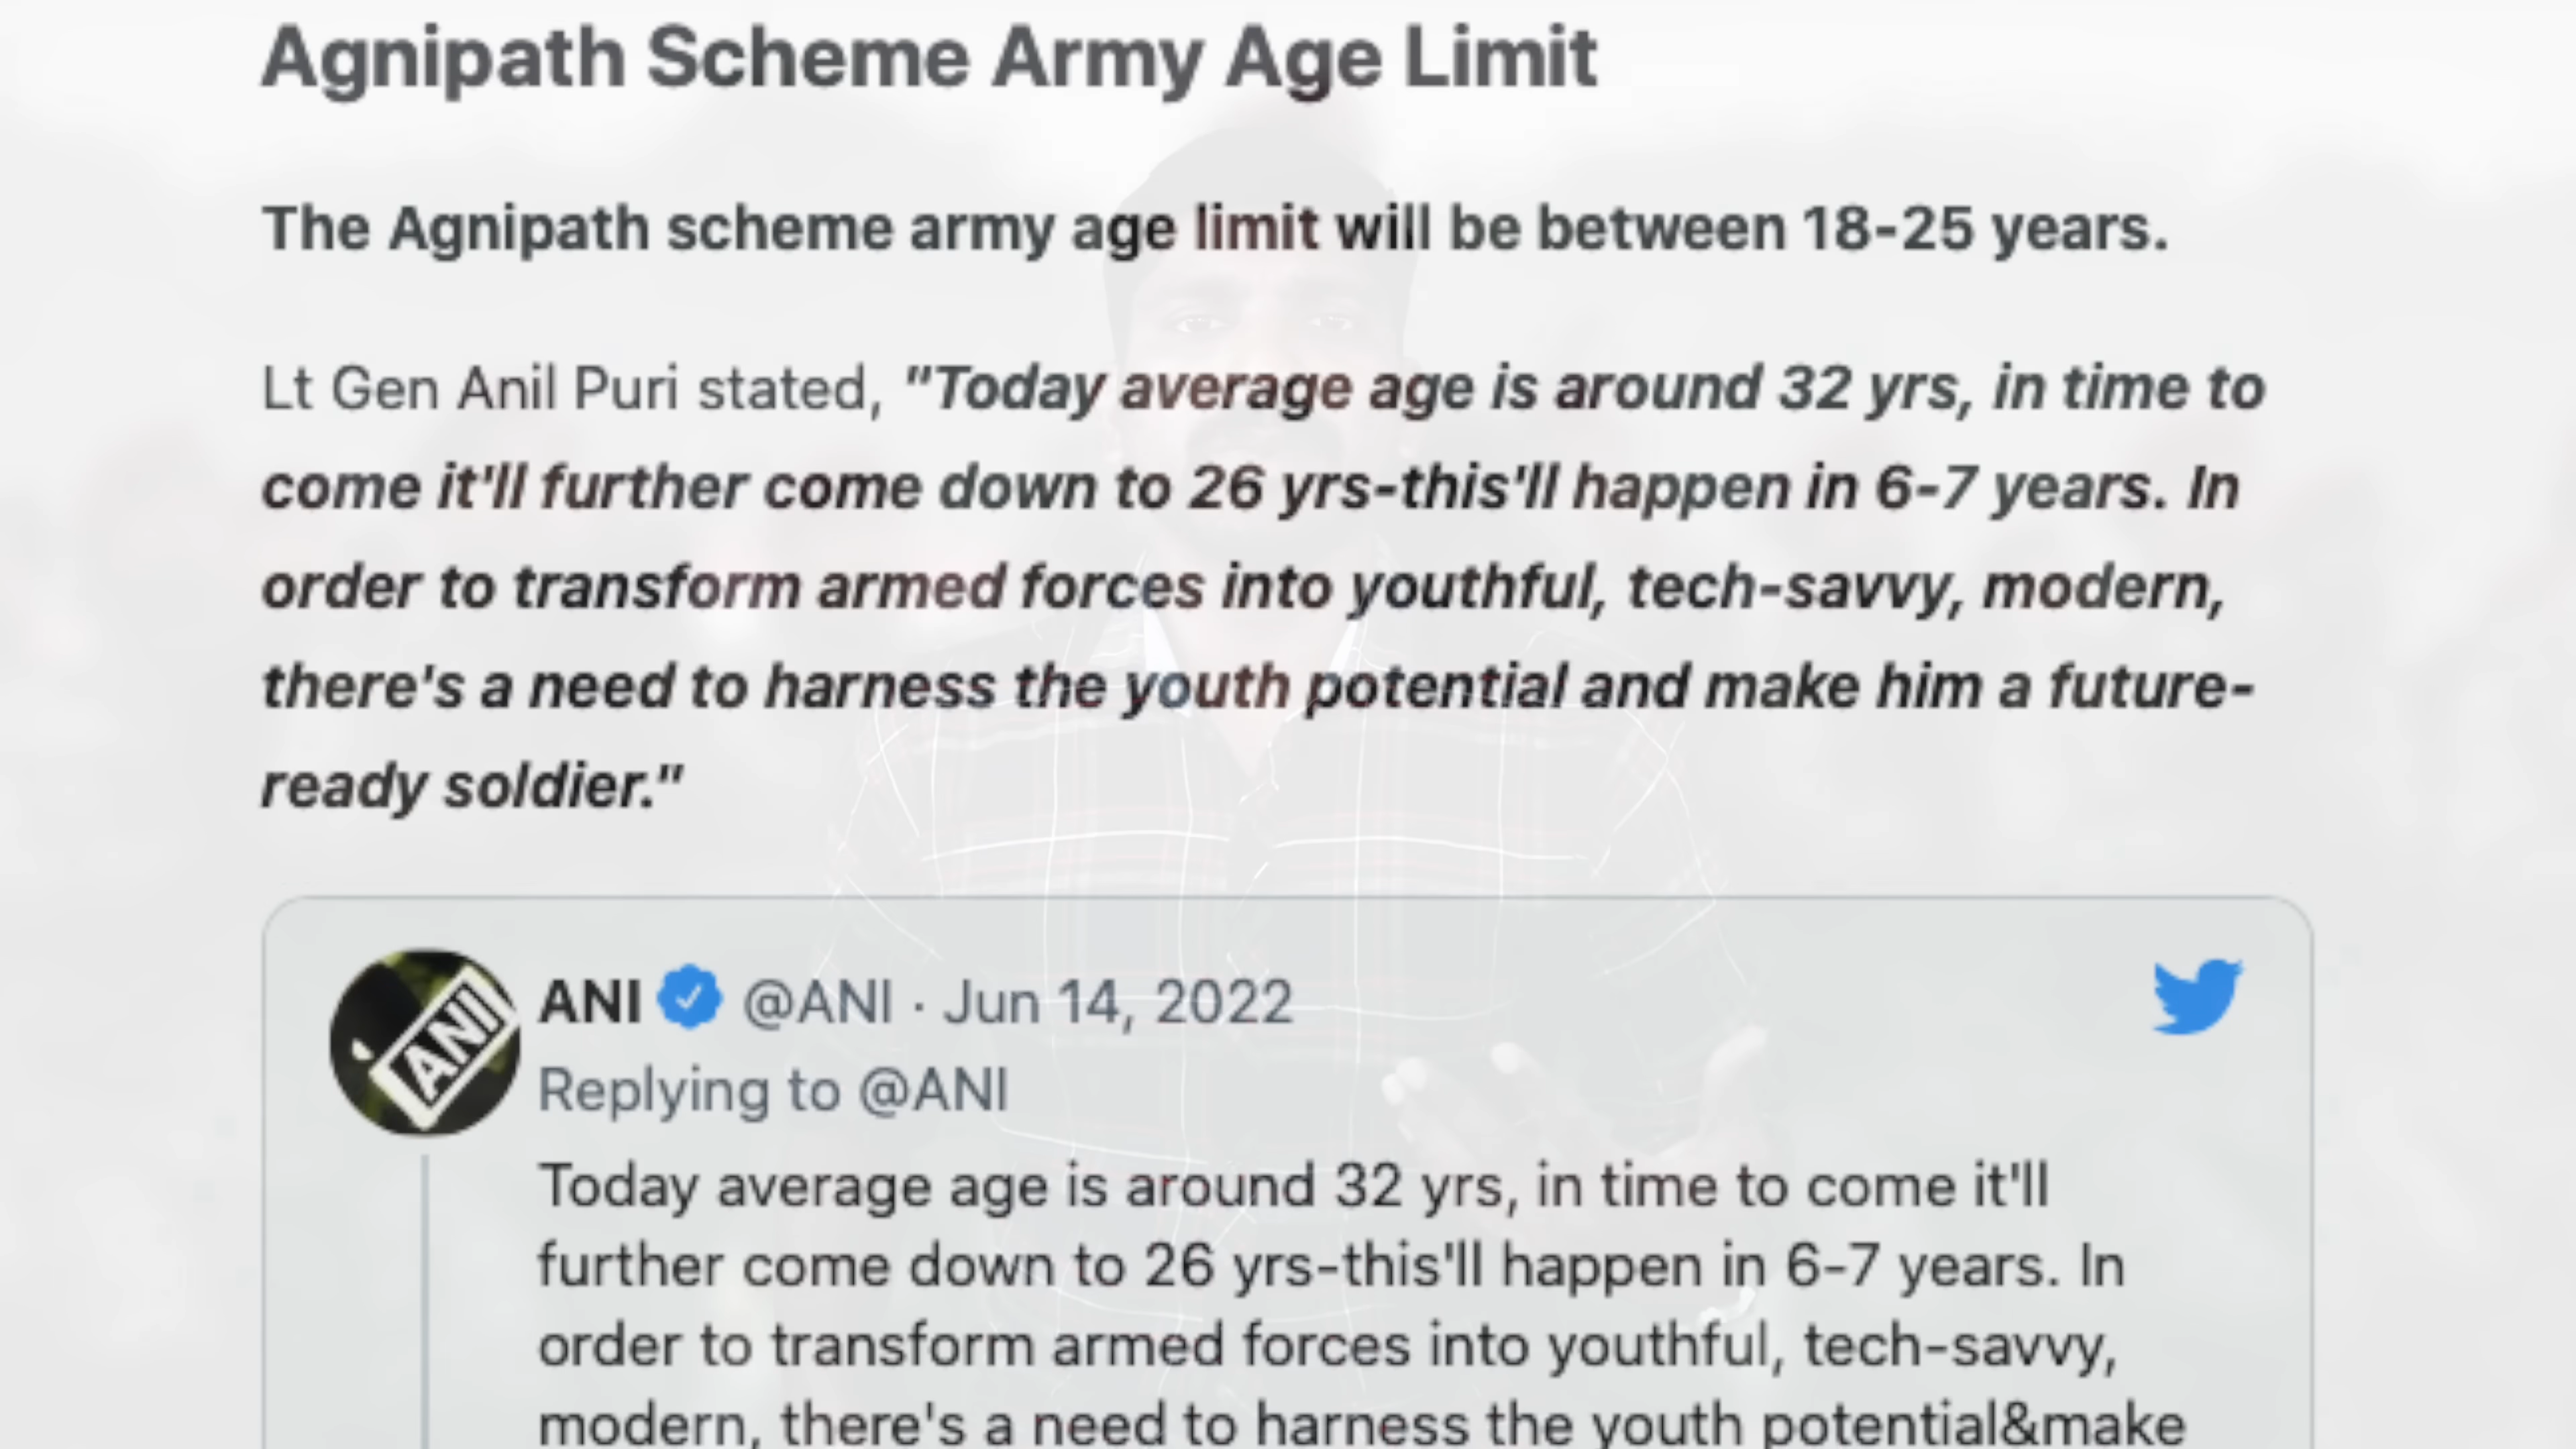 Agnipath Scheme Army Age Limit
The Agnipath scheme army age limit will be between 18-25 years.
Lt Gen Anil Puri stated, "Today average age is around 32 yrs, in time to
come it'll further come down to 26 yrs-this'll happen in 6-7 years. In
order to transform armed forces into youthful, tech-savvy, modern,
there's a need to harness the youth potential and make him a future-
ready soldier."
ANI
ANI @ANI · Jun 14, 2022
Replying to @ANI
Today average age is around 32 yrs, in time to come it'll
further come down to 26 yrs-this'll happen in 6-7 years. In
order to transform armed forces into youthful, tech-savvy,
modern, there's a need to harness the youth potential&make